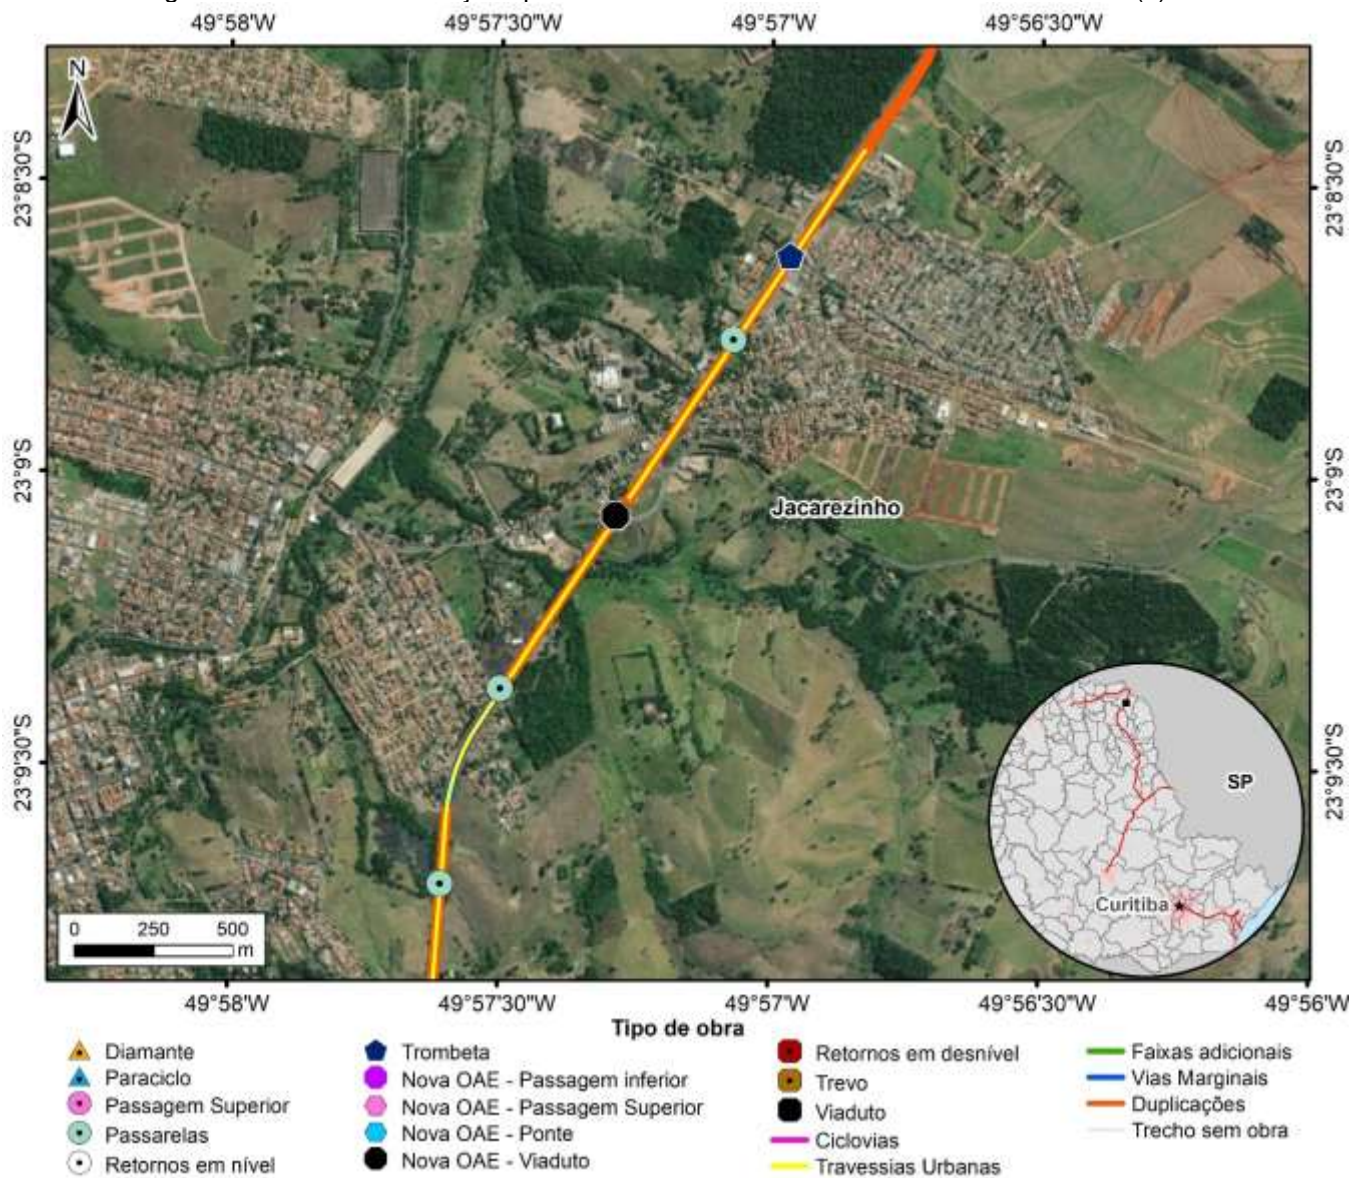 49°58'W 49°57'30"W 49°57'W 49°56'30"W
N
23°8'30"S
23°8'30"S
23°9'S
23°9'S
Jacarezinho
23°9'30"S
23°9'30"S
SP
Curitiba
0 250 500
m
49°58'W 49°57'30"W 49°57'W 49°56'30"W 49°56'W
Tipo de obra
Diamante
Paraciclo
Passagem Superior
Passarelas
Retornos em nível
Trombeta
Nova OAE - Passagem inferior
Nova OAE - Passagem Superior
Nova OAE - Ponte
Nova OAE - Viaduto
Retornos em desnível
Trevo
Viaduto
Ciclovias
Travessias Urbanas
Faixas adicionais
Vias Marginais
Duplicações
Trecho sem obra